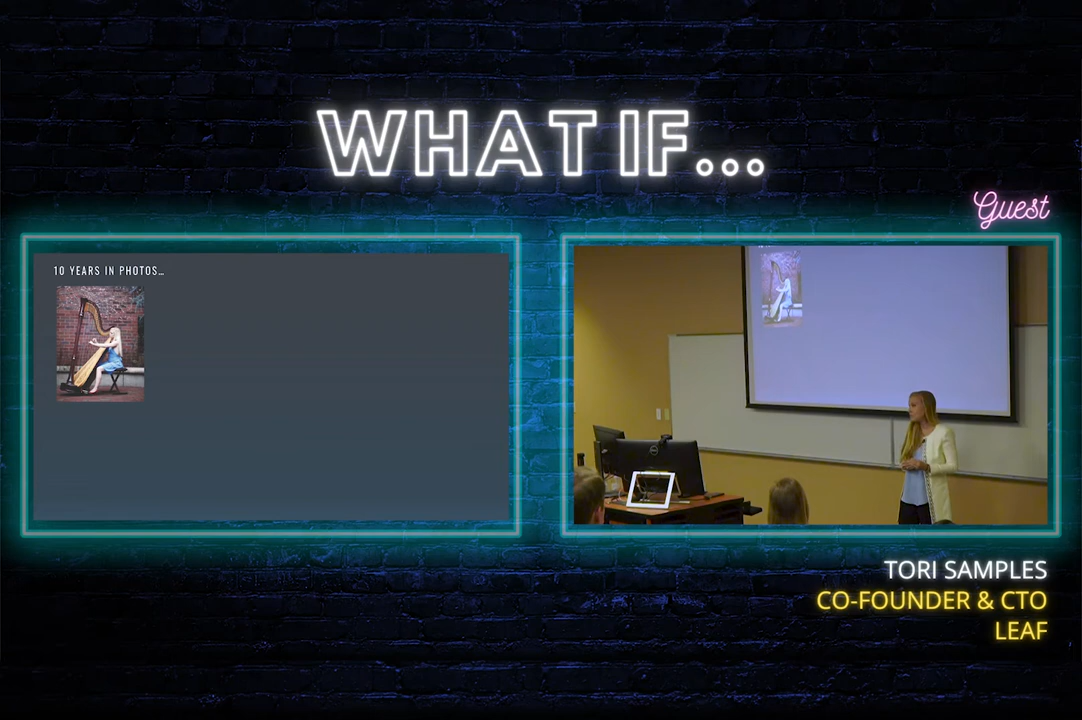 WHAT IF...
Guest
10 YEARS IN PHOTOS...
TORI SAMPLES
CO-FOUNDER & CTO
LEAF